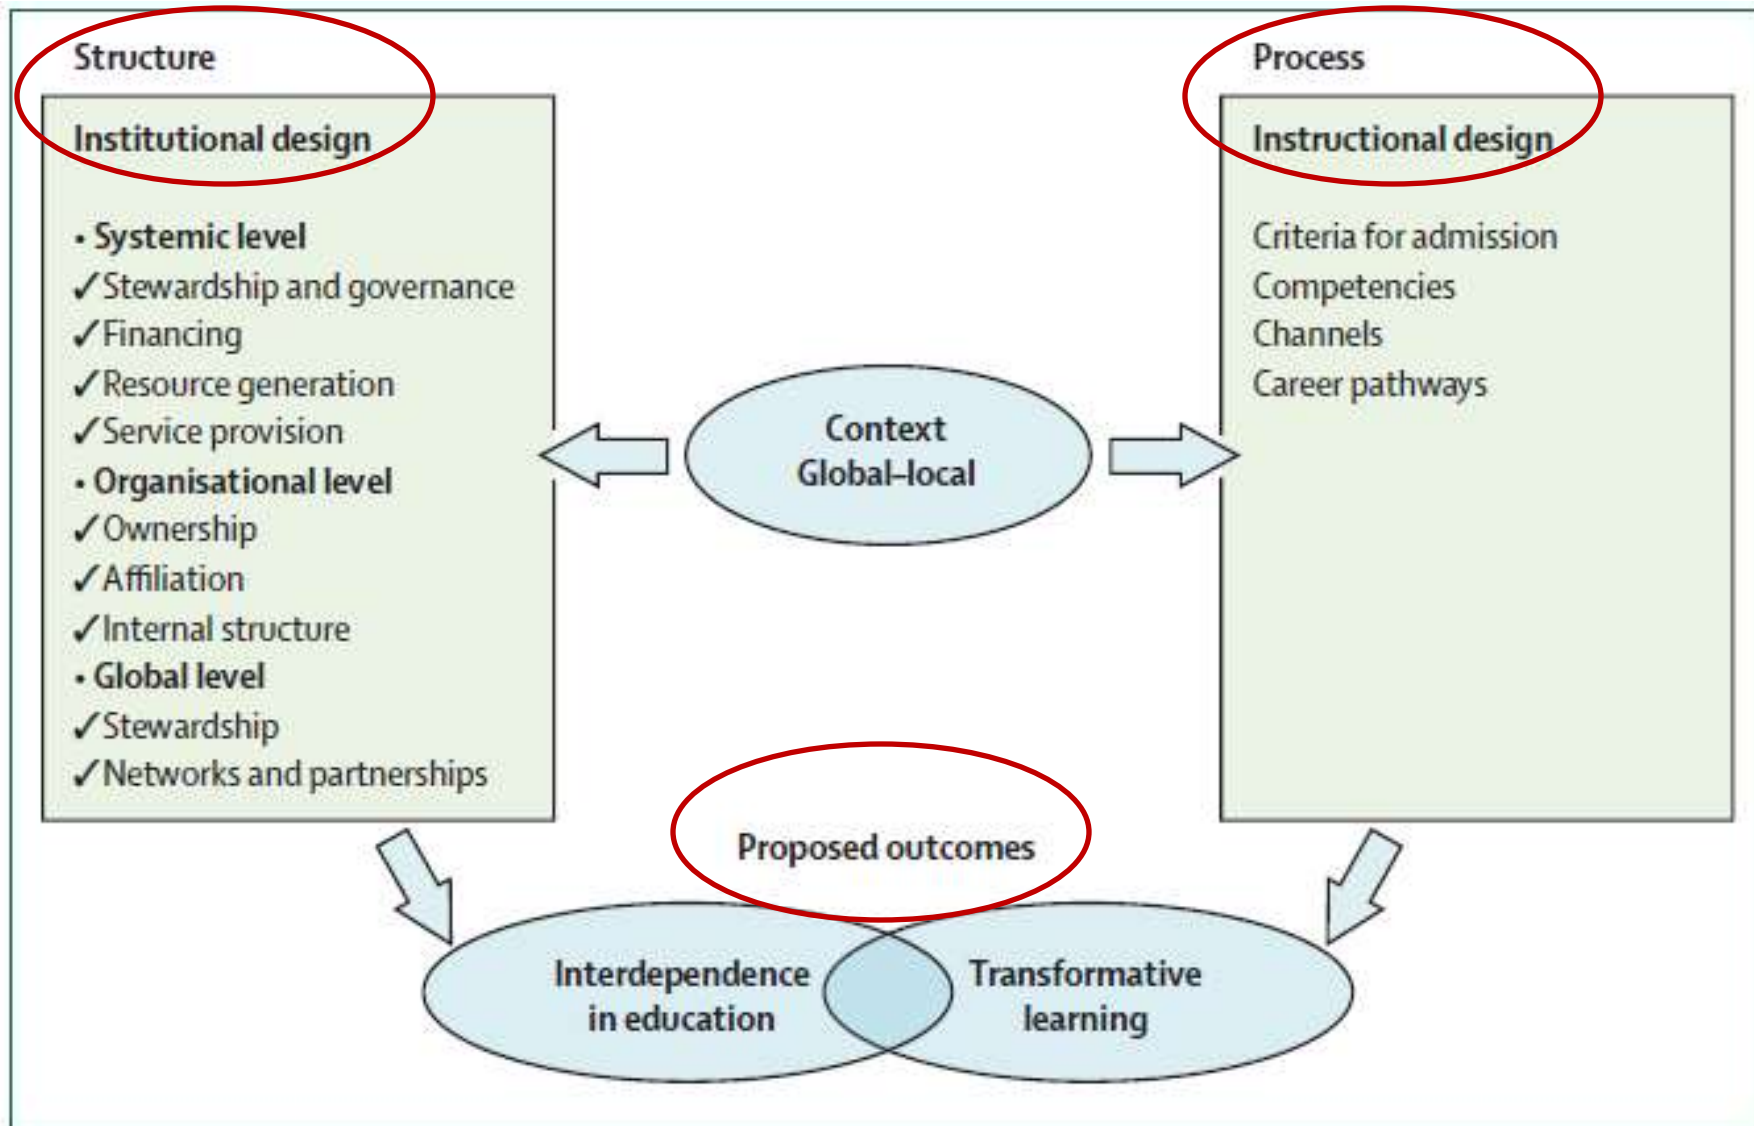 Structure
Institutional design
• Systemic level
✓Stewardship and governance
✓Financing
✓Resource generation
✓Service provision
• Organisational level
✓Ownership
✓Affiliation
✓Internal structure
• Global level
✓Stewardship
✓Networks and partnerships
Context
Global–local
Process
Instructional design
Criteria for admission
Competencies
Channels
Career pathways
Proposed outcomes
Interdependence
in education
Transformative
learning